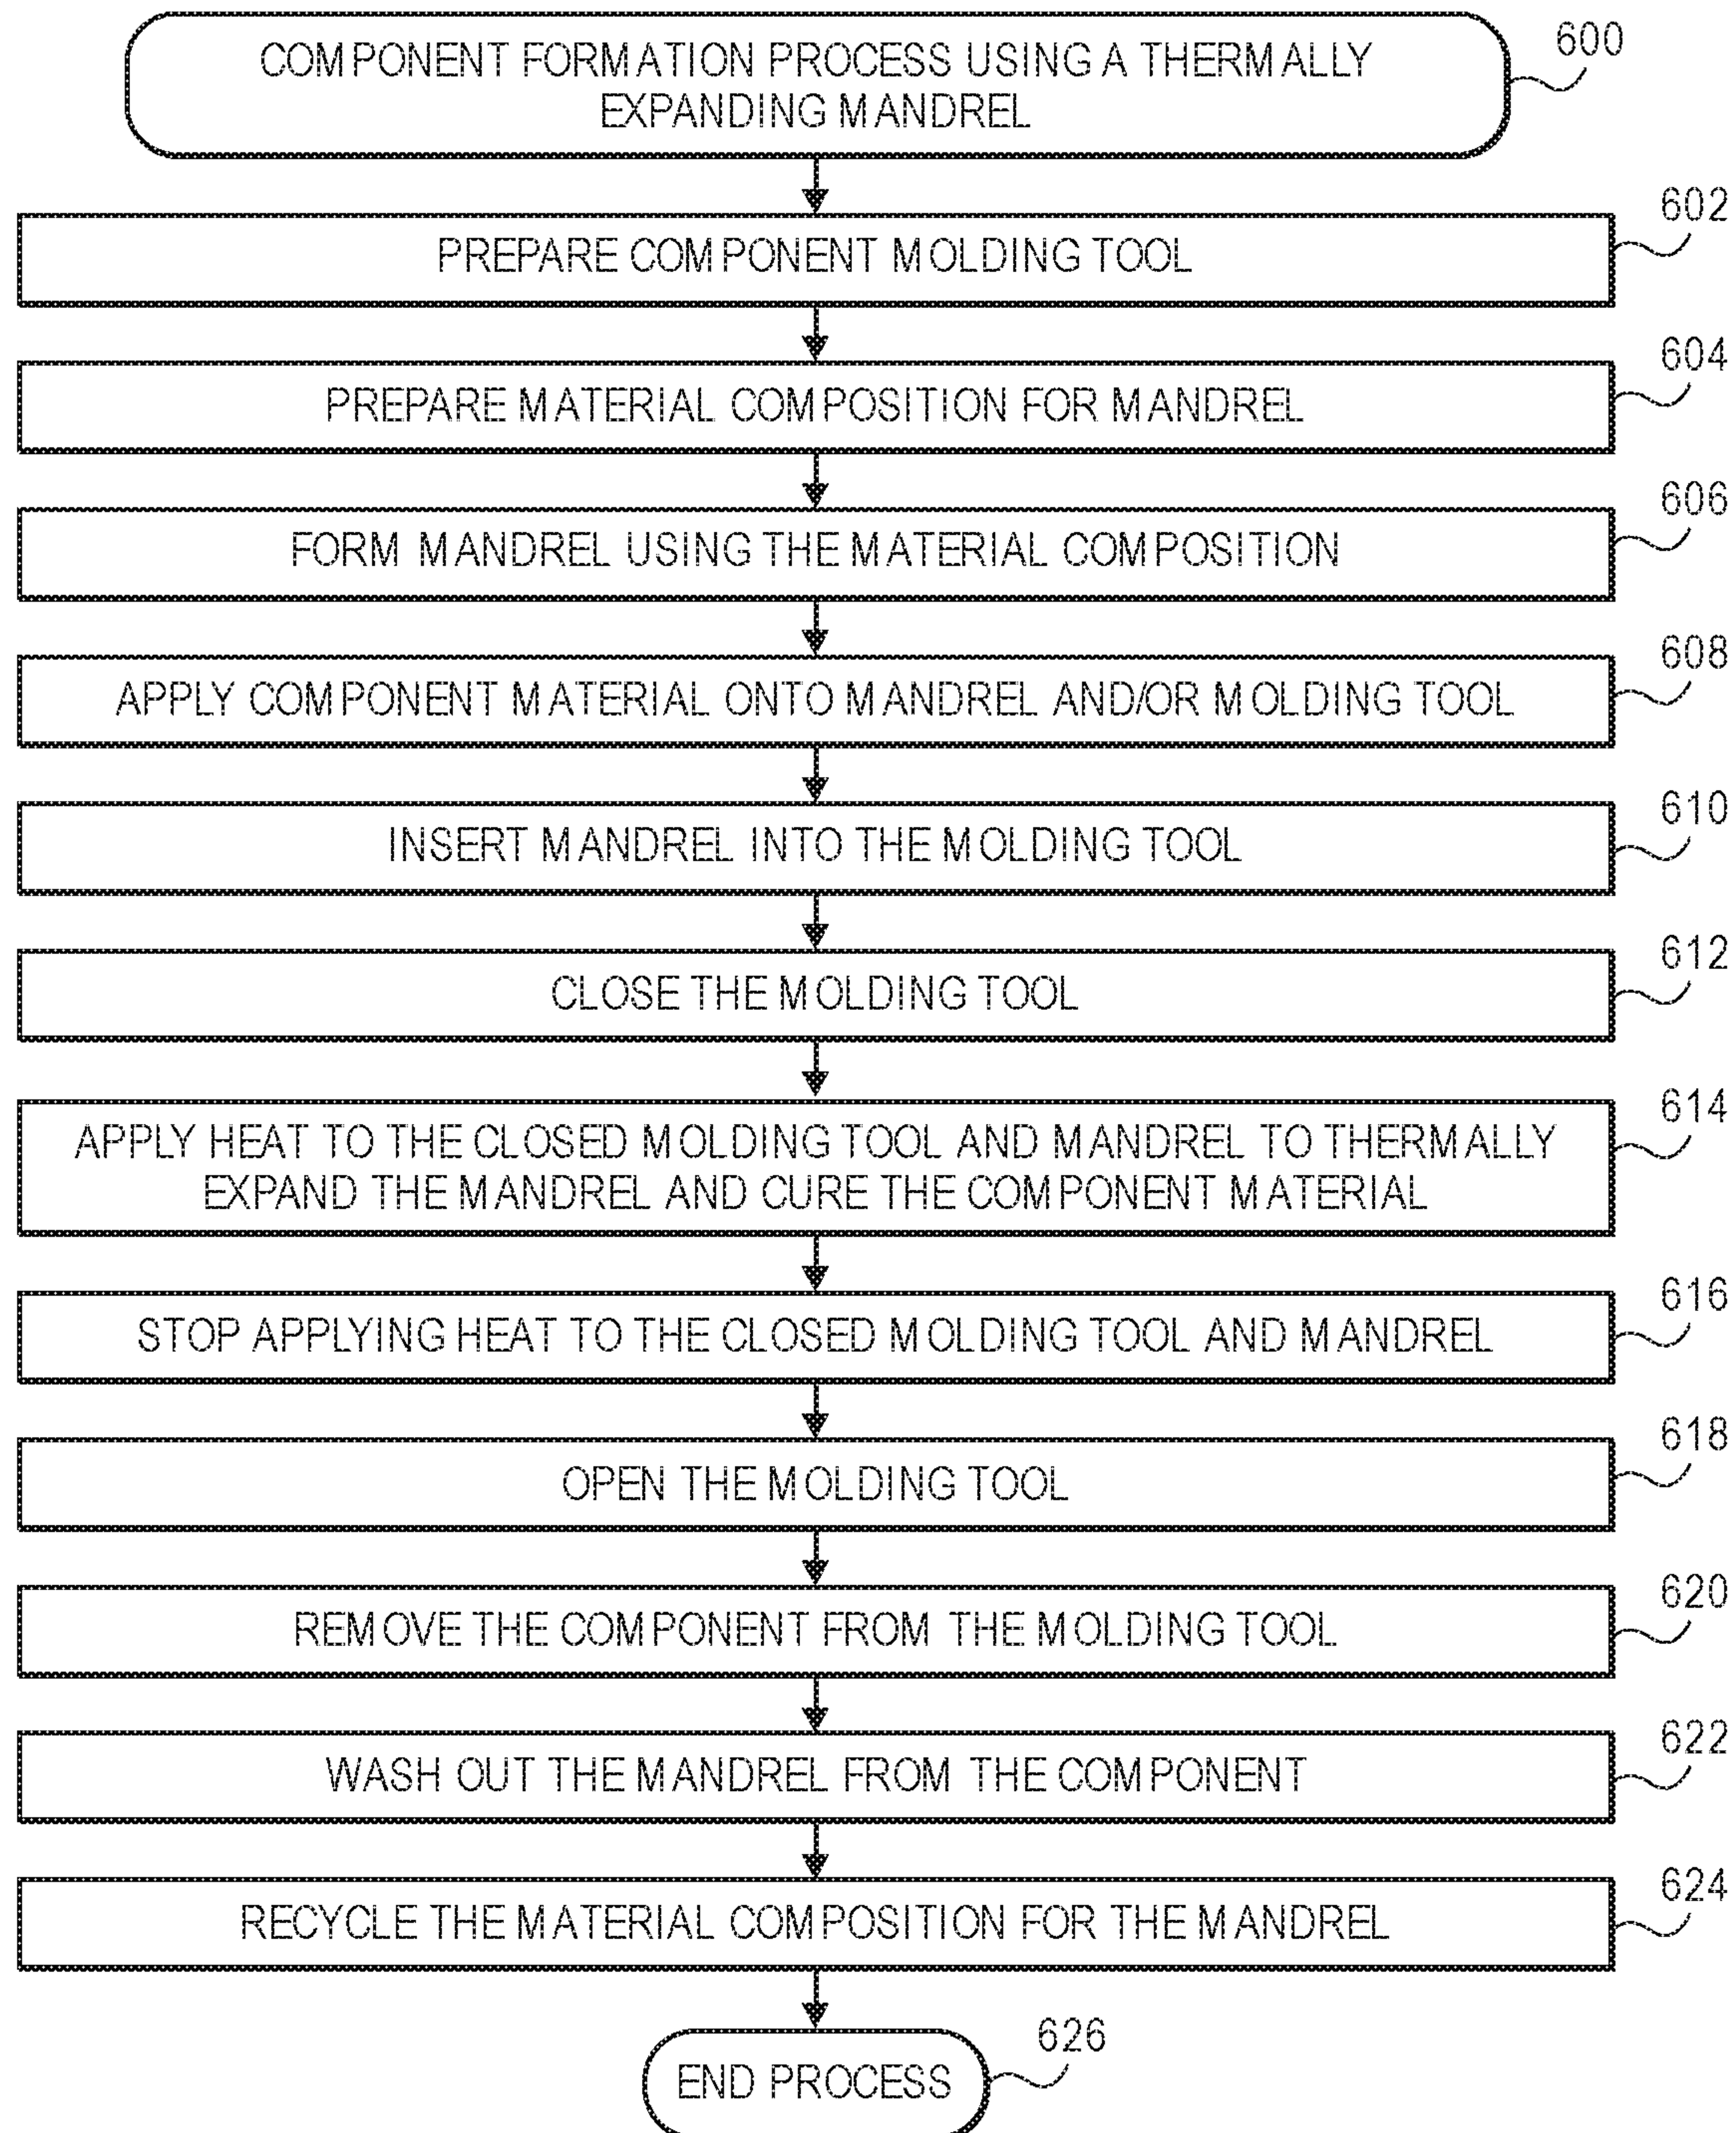 COMPONENT FORMATION PROCESS USING A THERMALLY
EXPANDING MANDREL
600
602
PREPARE COMPONENT MOLDING TOOL
604
PREPARE MATERIAL COMPOSITION FOR MANDREL
606
FORM MANDREL USING THE MATERIAL COMPOSITION
608
APPLY COMPONENT MATERIAL ONTO MANDREL AND/OR MOLDING TOOL
610
INSERT MANDREL INTO THE MOLDING TOOL
612
CLOSE THE MOLDING TOOL
614
APPLY HEAT TO THE CLOSED MOLDING TOOL AND MANDREL TO THERMALLY
EXPAND THE MANDREL AND CURE THE COMPONENT MATERIAL
616
STOP APPLYING HEAT TO THE CLOSED MOLDING TOOL AND MANDREL
618
OPEN THE MOLDING TOOL
620
REMOVE THE COMPONENT FROM THE MOLDING TOOL
622
WASH OUT THE MANDREL FROM THE COMPONENT
624
RECYCLE THE MATERIAL COMPOSITION FOR THE MANDREL
626
END PROCESS